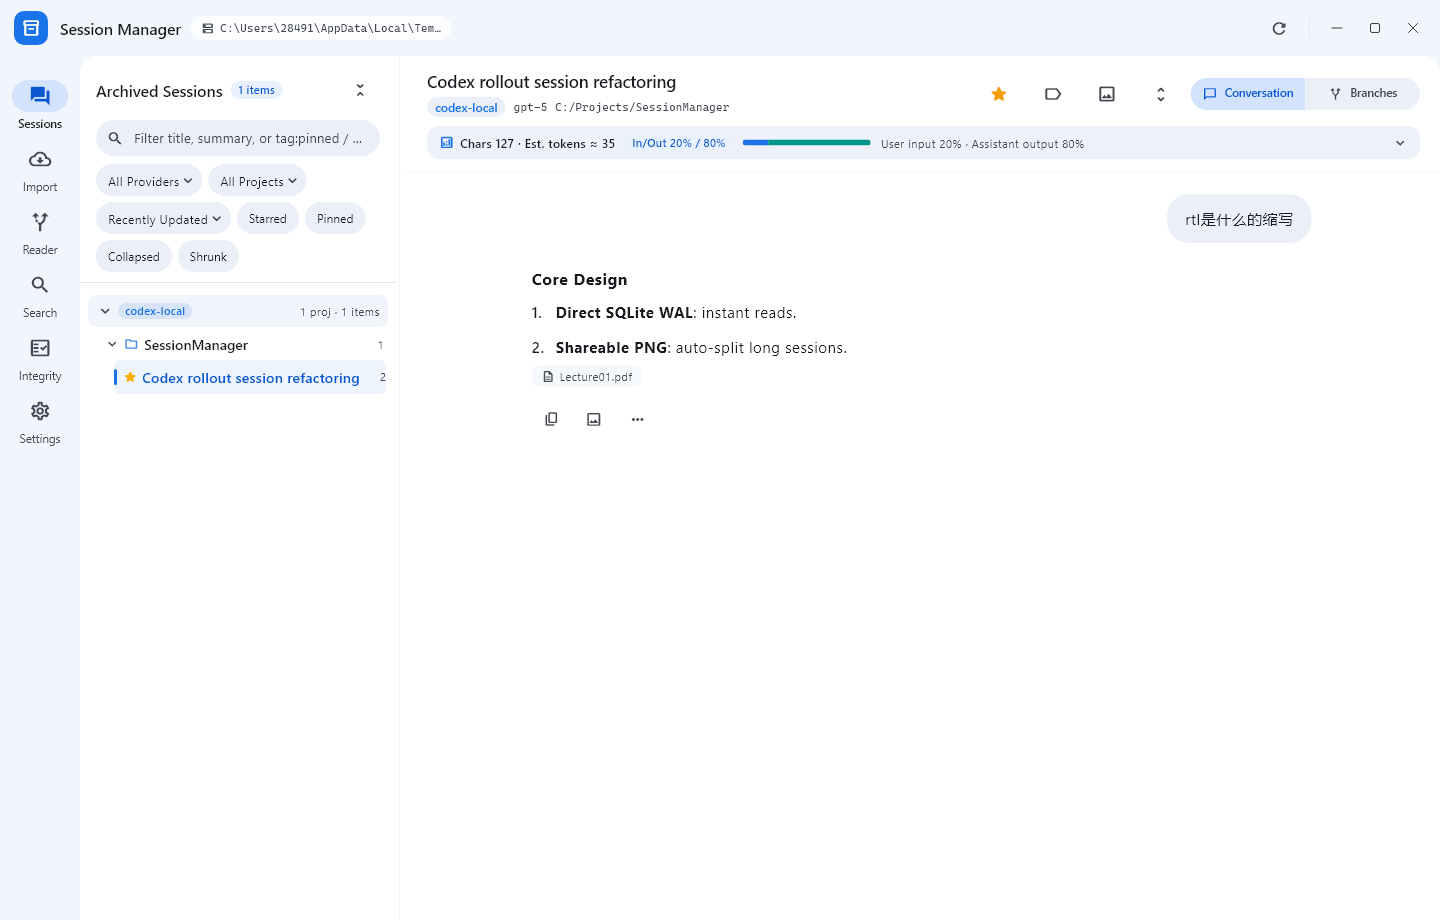 Session Manager
C:\Users\28491\AppData\Local\Tem…
Sessions
Import
Reader
Search
Integrity
Settings
Archived Sessions
1 items
Filter title, summary, or tag:pinned / ...
All Providers
All Projects
Recently Updated
Starred
Pinned
Collapsed
Shrunk
codex-local
1 proj · 1 items
SessionManager
1
Codex rollout session refactoring
2
Codex rollout session refactoring
codex-local gpt-5 C:/Projects/SessionManager
Conversation
Branches
Chars 127 · Est. tokens ≈ 35
In/Out 20% / 80%
User input 20% · Assistant output 80%
rtl是什么的缩写
Core Design
1. Direct SQLite WAL: instant reads.
2. Shareable PNG: auto-split long sessions.
Lecture01.pdf